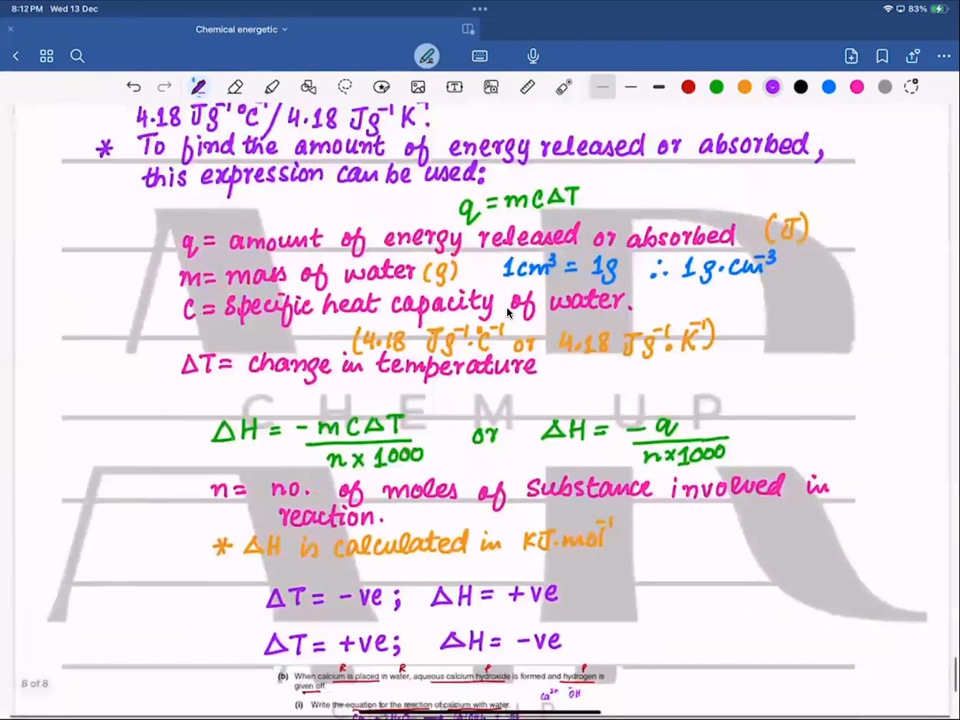 8:12PM Wed 13 Dec
83%
Chemical energetic
4.18 Jg⁻¹°C⁻¹/4.18 Jg⁻¹K⁻¹.
* To find the amount of energy released or absorbed,
this expression can be used:
q = mCΔT
q = amount of energy released or absorbed (J)
m = mass of water (g) 1cm³ = 1g ∴ 1g·cm⁻³
C = Specific heat capacity of water.
(4.18 Jg⁻¹·°C⁻¹ or 4.18 Jg⁻¹·K⁻¹)
ΔT = change in temperature
CHEM UP
ΔH = -mCΔT / n×1000 or ΔH = -q / n×1000
n = no. of moles of substance involved in
reaction.
* ΔH is calculated in KJ.mol⁻¹
ΔT = -ve; ΔH = +ve
ΔT = +ve; ΔH = -ve
R R P P
(b) When calcium is placed in water, aqueous calcium hydroxide is formed and hydrogen is
given off.
Ca²⁺ ⁻OH
8 of 8
(i) Write the equation for the reaction of calcium with water.